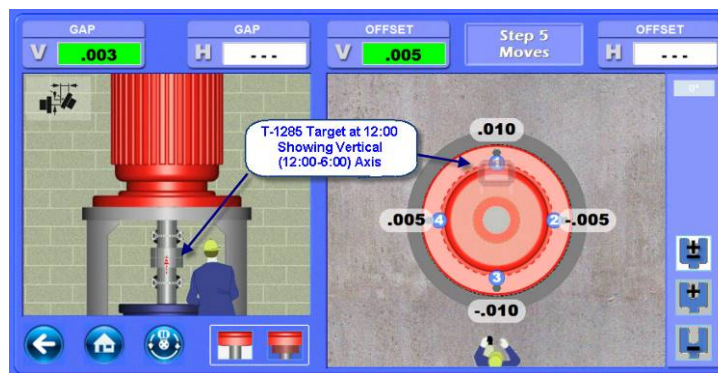 GAP
V .003
GAP
H ---
OFFSET
V .005
Step 5
Moves
OFFSET
H ---
T-1285 Target at 12:00
Showing Vertical
(12:00-6:00) Axis
0°
.010
1
.005 4
2 -.005
3
-.010